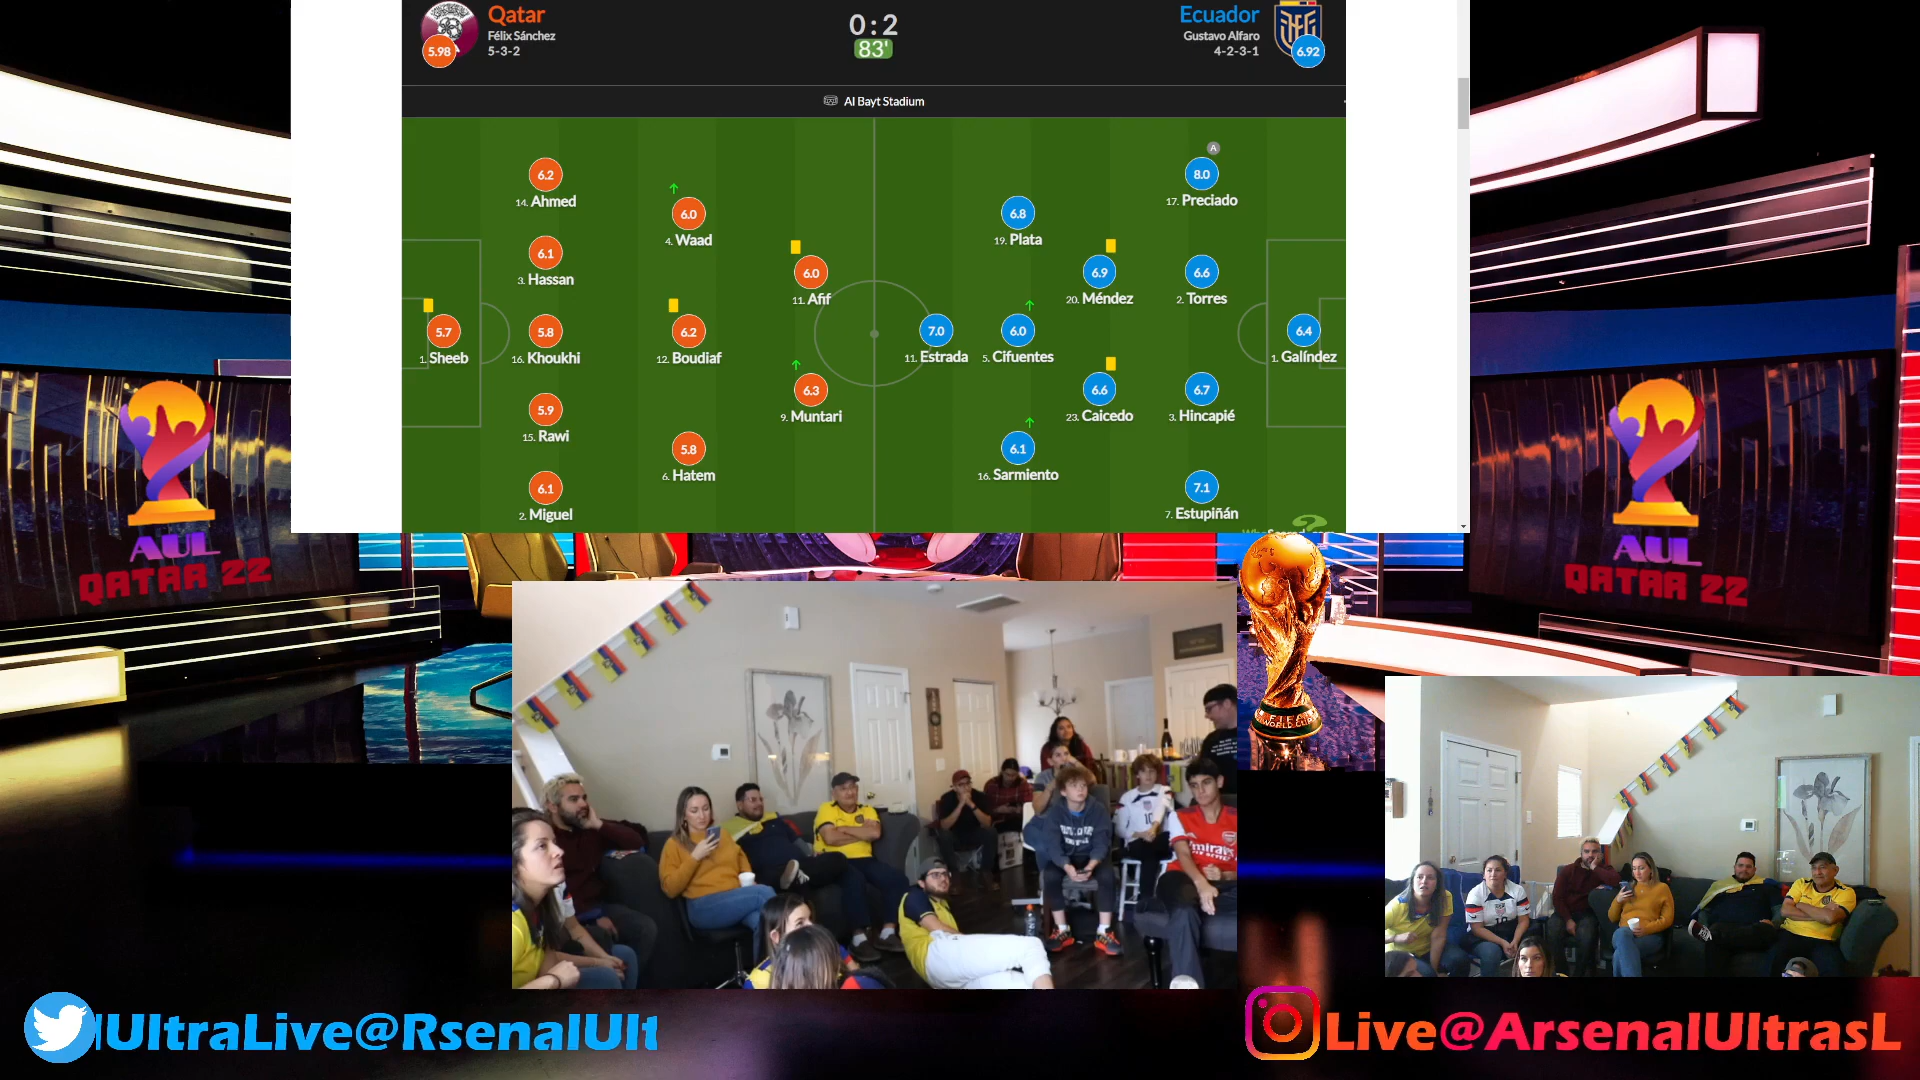 Qatar
Félix Sánchez
5-3-2
5.98
0:2
83'
Ecuador
Gustavo Alfaro
4-2-3-1
6.92
Al Bayt Stadium
6.2
14. Ahmed
6.1
3. Hassan
5.7
1. Sheeb
5.8
16. Khoukhi
5.9
15. Rawi
6.1
2. Miguel
6.0
4. Waad
6.2
12. Boudiaf
5.8
6. Hatem
6.0
11. Afif
6.3
9. Muntari
7.0
11. Estrada
6.8
19. Plata
6.0
5. Cifuentes
6.1
16. Sarmiento
6.9
20. Méndez
6.6
23. Caicedo
A
8.0
17. Preciado
6.6
2. Torres
6.7
3. Hincapié
7.1
7. Estupiñán
6.4
1. Galíndez
AUL
QATAR 22
AUL
QATAR 22
FIFA
WORLD CUP
lUltraLive@RsenalUlt
Live@ArsenalUltrasL